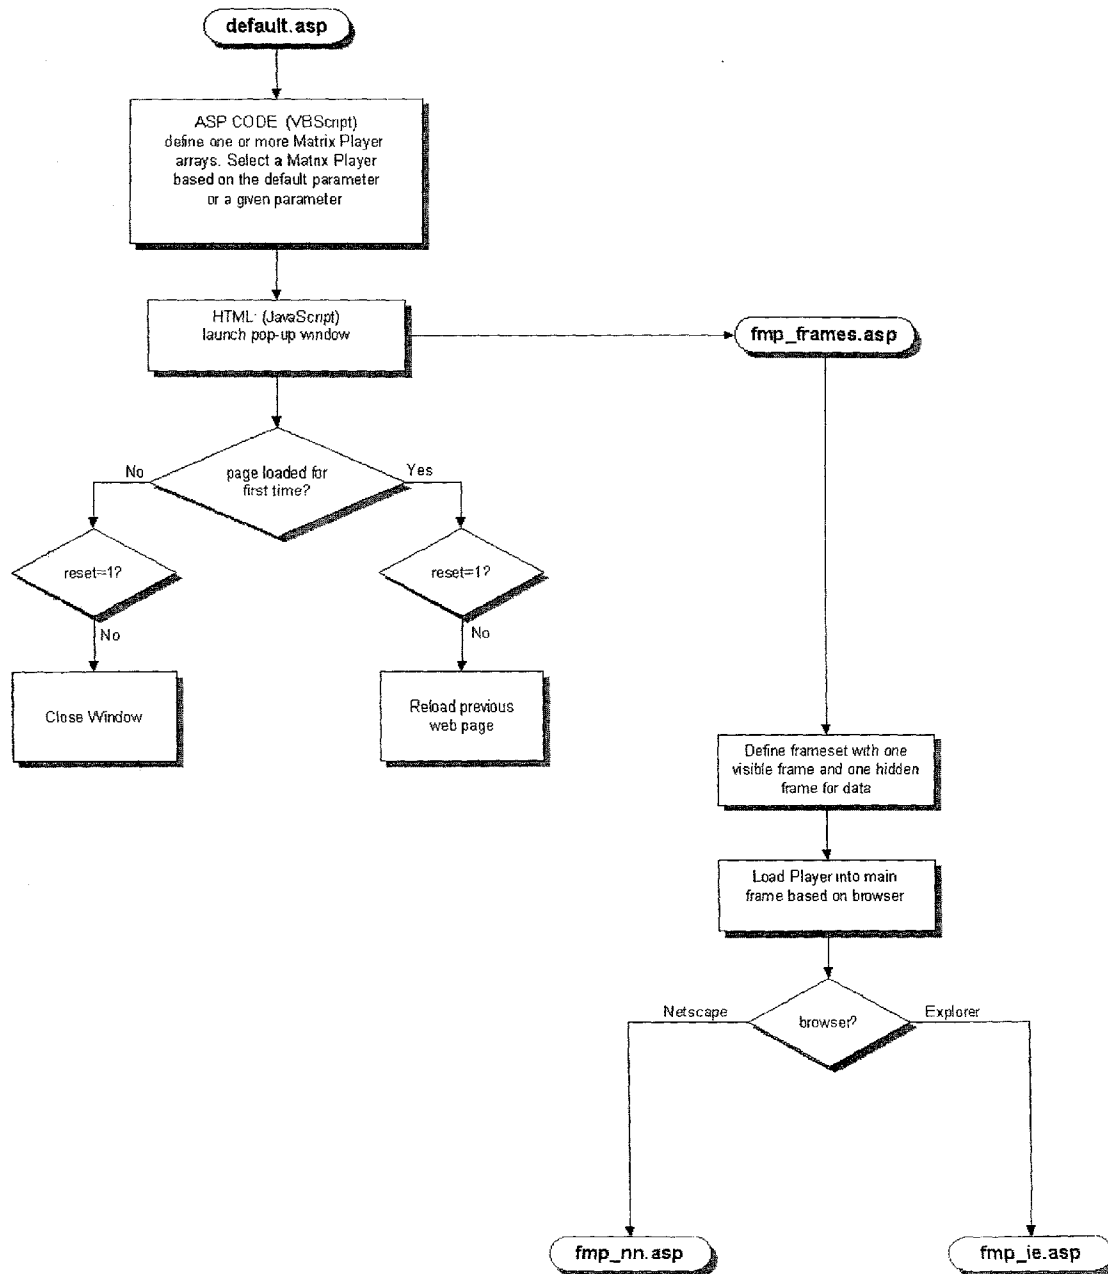 default.asp
ASP CODE (VBScript)
define one or more Matrix Player
arrays. Select a Matrix Player
based on the default parameter
or a given parameter
HTML: (JavaScript)
launch pop-up window
fmp_frames.asp
No
page loaded for
first time?
Yes
reset=1?
reset=1?
No
No
Close Window
Reload previous
web page
Define frameset with one
visible frame and one hidden
frame for data
Load Player into main
frame based on browser
Netscape
browser?
Explorer
fmp_nn.asp
fmp_ie.asp